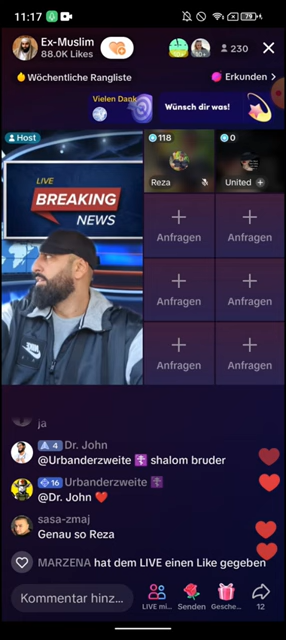 11:17
79
Ex-Muslim
88.0K Likes
230
Wöchentliche Rangliste
Erkunden
Vielen Dank
Wünsch dir was!
Host
LIVE
BREAKING
NEWS
118
Reza
0
United
Anfragen
Anfragen
Anfragen
Anfragen
Anfragen
Anfragen
ja
4 Dr. John
@Urbanderzweite ✝️ shalom bruder
16 Urbanderzweite ✝️
@Dr. John ❤️
sasa-zmaj
Genau so Reza
MARZENA hat dem LIVE einen Like gegeben
Kommentar hinz...
LIVE mi...
Senden
Gesche...
12